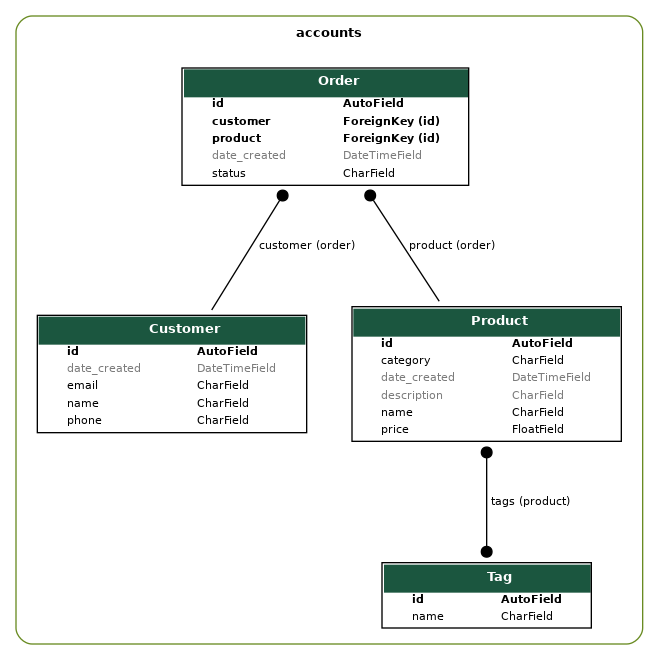 accounts
Order
id AutoField
customer ForeignKey (id)
product ForeignKey (id)
date_created DateTimeField
status CharField
customer (order)
product (order)
Customer
id AutoField
date_created DateTimeField
email CharField
name CharField
phone CharField
Product
id AutoField
category CharField
date_created DateTimeField
description CharField
name CharField
price FloatField
tags (product)
Tag
id AutoField
name CharField